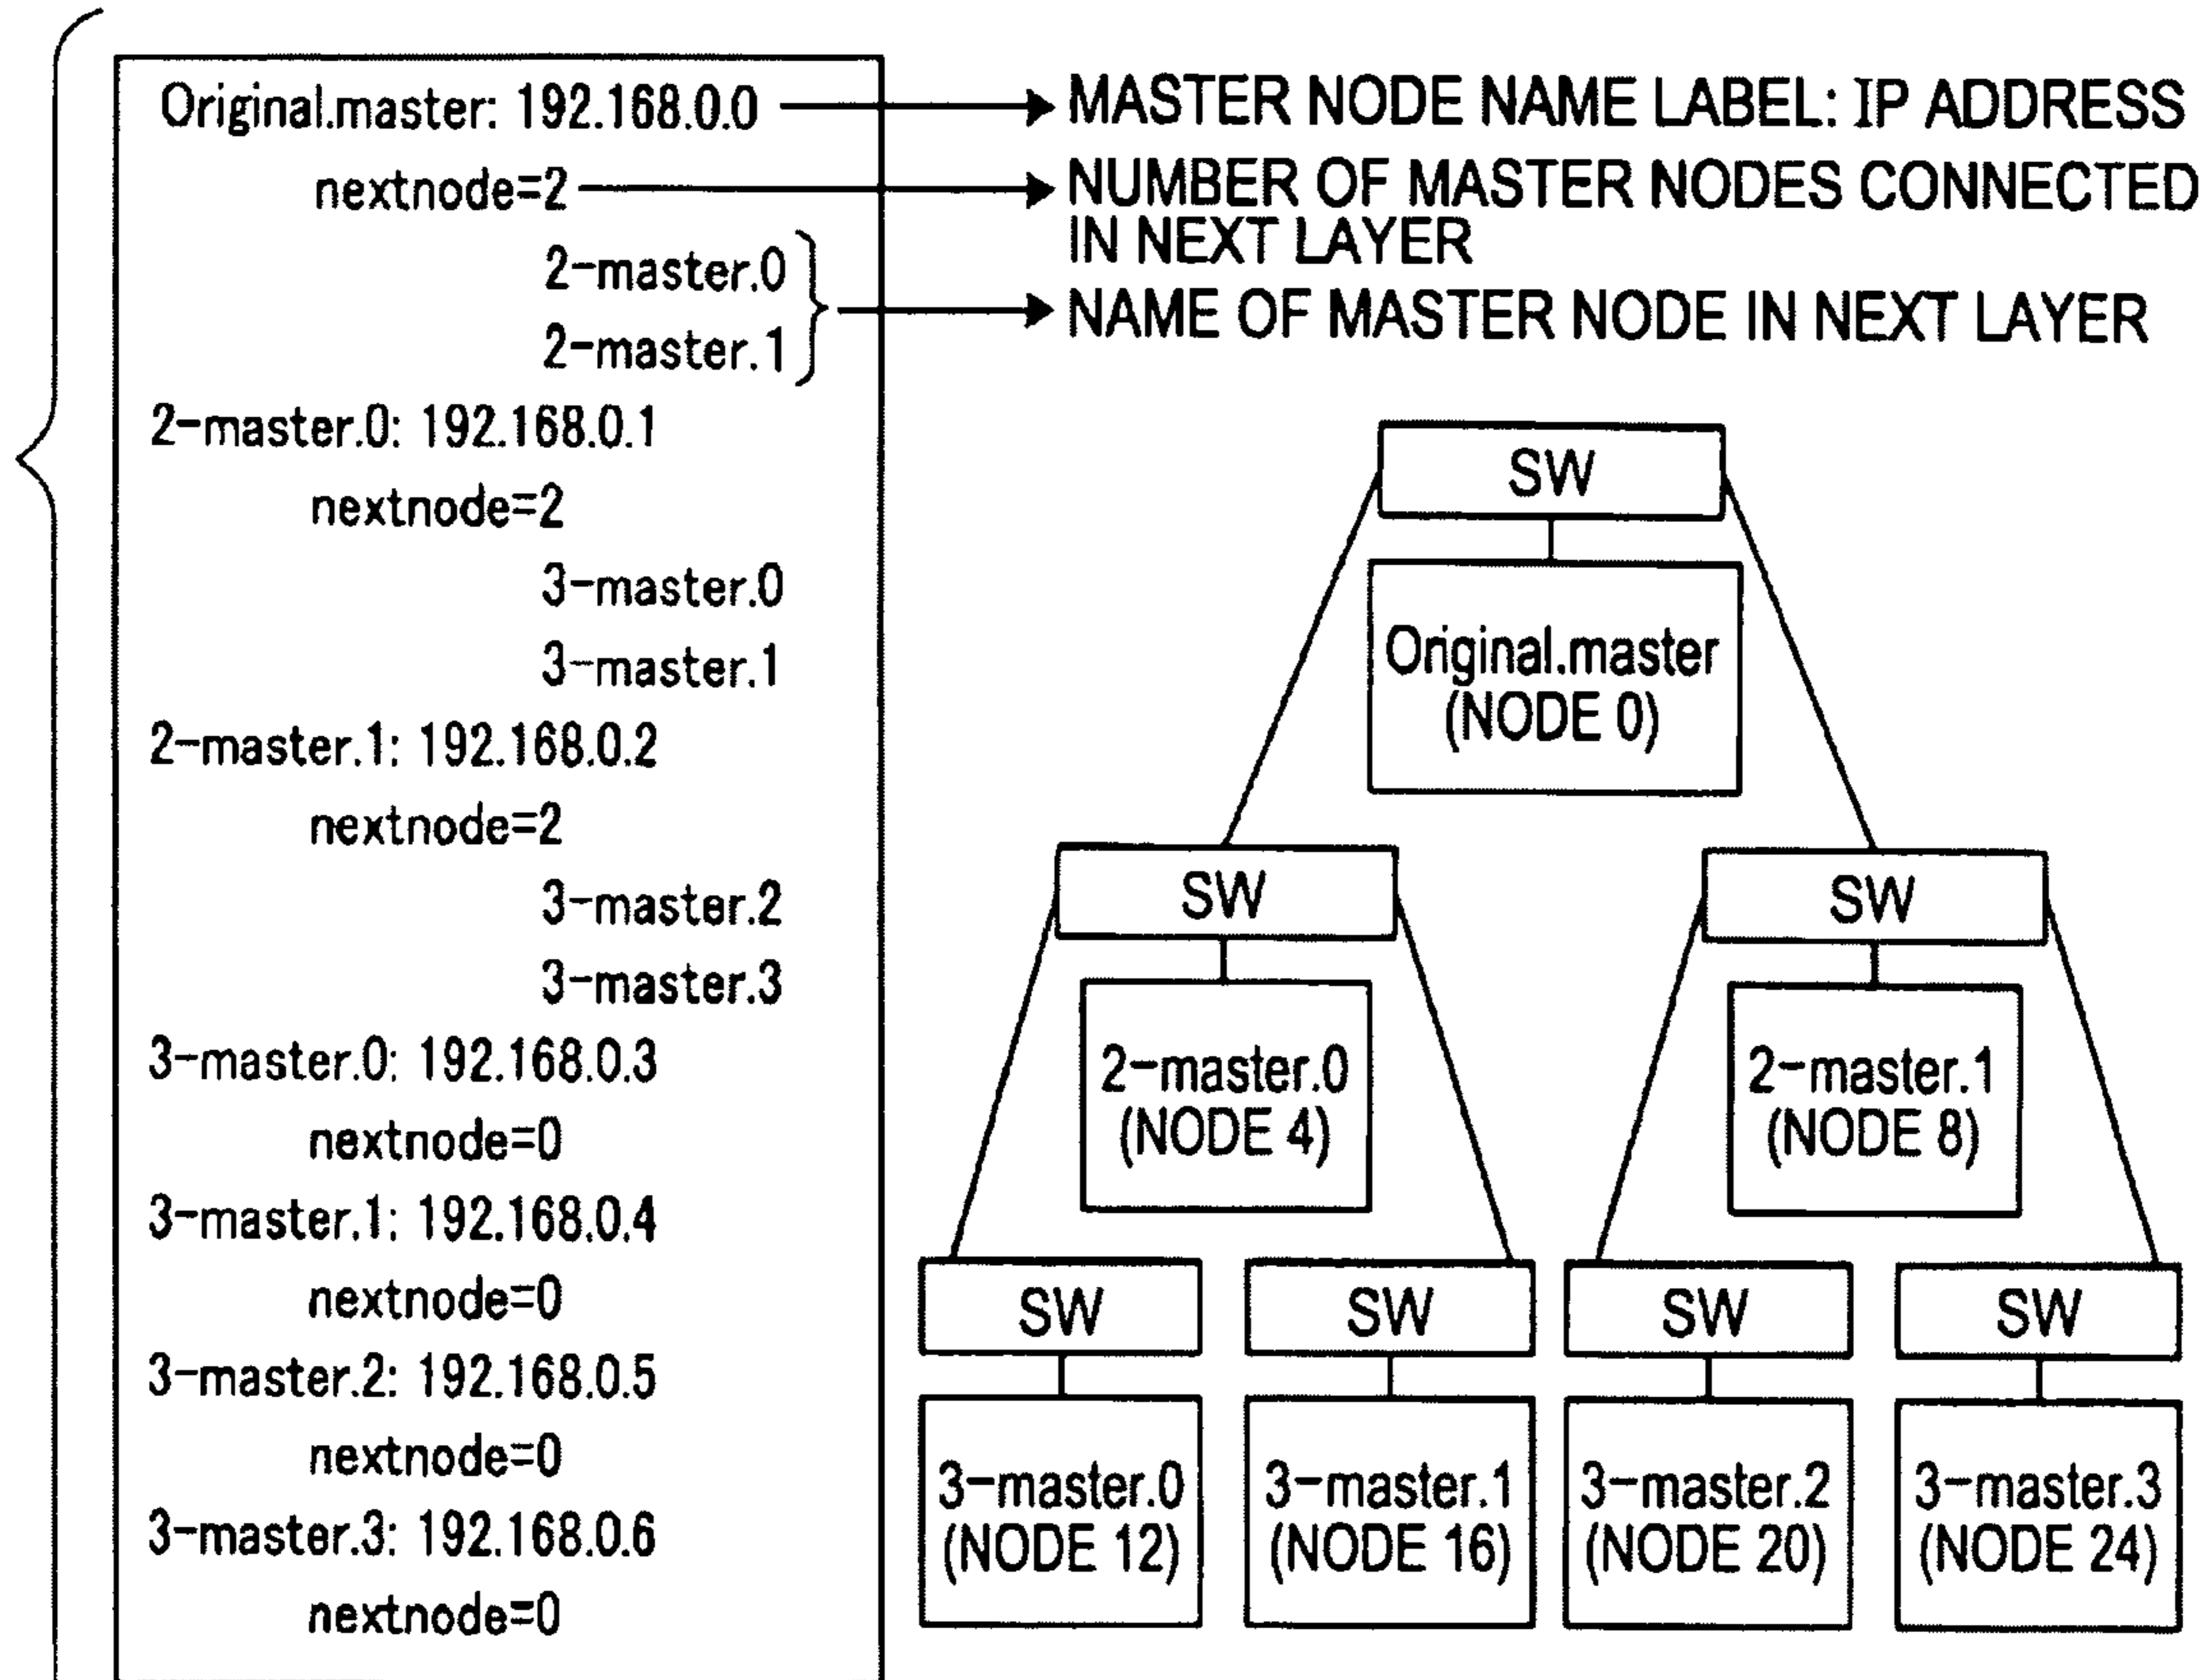 Original.master: 192.168.0.0
nextnode=2
2-master.0
2-master.1
2-master.0: 192.168.0.1
nextnode=2
3-master.0
3-master.1
2-master.1: 192.168.0.2
nextnode=2
3-master.2
3-master.3
3-master.0: 192.168.0.3
nextnode=0
3-master.1: 192.168.0.4
nextnode=0
3-master.2: 192.168.0.5
nextnode=0
3-master.3: 192.168.0.6
nextnode=0
MASTER NODE NAME LABEL: IP ADDRESS
NUMBER OF MASTER NODES CONNECTED
IN NEXT LAYER
NAME OF MASTER NODE IN NEXT LAYER
SW
Original.master
(NODE 0)
SW
SW
2-master.0
(NODE 4)
2-master.1
(NODE 8)
SW
SW
SW
SW
3-master.0
(NODE 12)
3-master.1
(NODE 16)
3-master.2
(NODE 20)
3-master.3
(NODE 24)